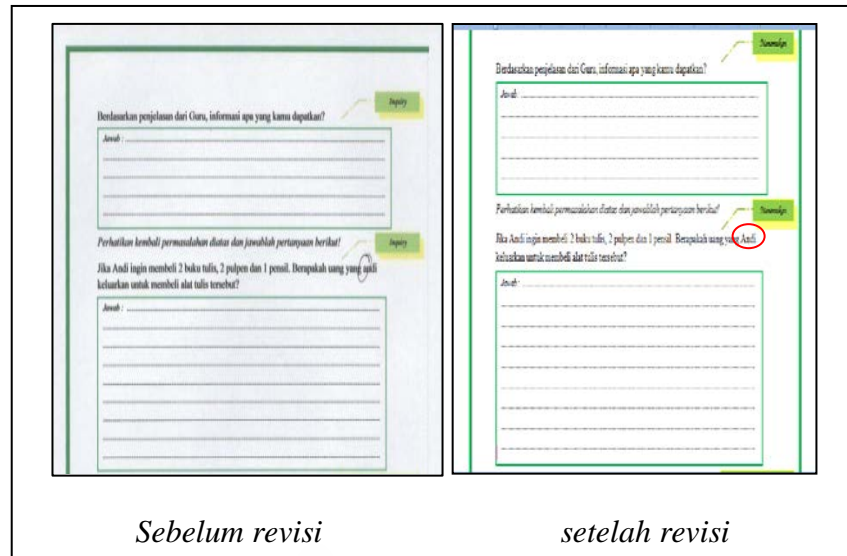 Inquiry
Berdasarkan penjelasan dari Guru, informasi apa yang kamu dapatkan?
Jawab :
Perhatikan kembali permasalahan diatas dan jawablah pertanyaan berikut!
Inquiry
Jika Andi ingin membeli 2 buku tulis, 2 pulpen dan 1 pensil. Berapakah uang yang andi
keluarkan untuk membeli alat tulis tersebut?
Jawab :
Sebelum revisi
Menemukan
Berdasarkan penjelasan dari Guru, informasi apa yang kamu dapatkan?
Jawab:
Perhatikan kembali permasalahan diatas dan jawablah pertanyaan berikut!
Menemukan
Jika Andi ingin membeli 2 buku tulis, 2 pulpen dan 1 pensil. Berapakah uang yang Andi
keluarkan untuk membeli alat tulis tersebut?
Jawab:
setelah revisi